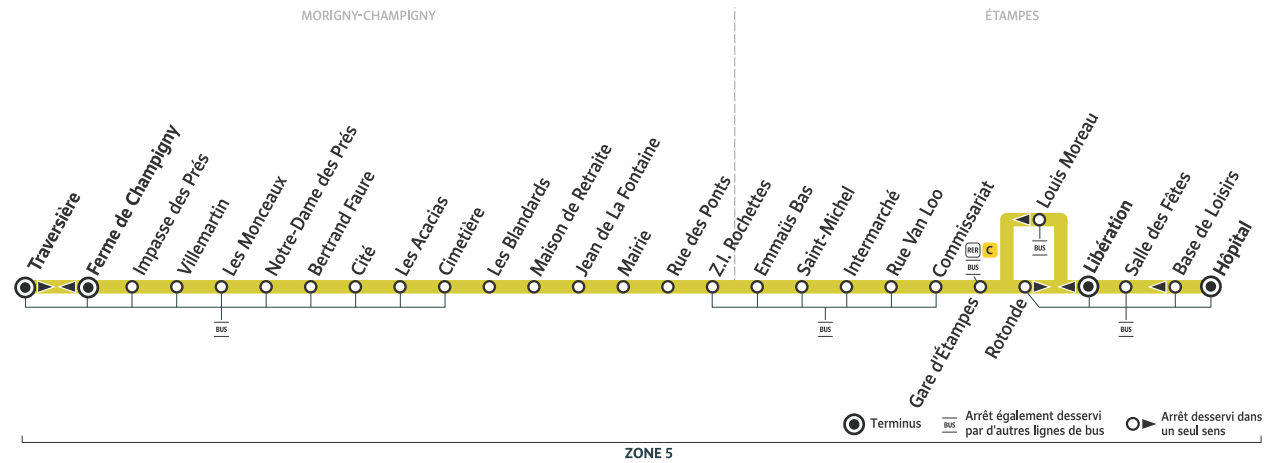 MORIGNY-CHAMPIGNY
ÉTAMPES
Traversière
Ferme de Champigny
Impasse des Prés
Villemartin
Les Monceaux
Notre-Dame des Prés
Bertrand Faure
Cité
Les Acacias
Cimetière
Les Blandards
Maison de Retraite
Jean de La Fontaine
Mairie
Rue des Ponts
Z.I. Rochettes
Emmaüs Bas
Saint-Michel
Intermarché
Rue Van Loo
Commissariat
RER C
BUS
Gare d'Étampes
Rotonde
Louis Moreau
BUS
Libération
Salle des Fêtes
Base de Loisirs
Hôpital
BUS
BUS
BUS
Terminus
BUS
Arrêt également desservi
par d'autres lignes de bus
Arrêt desservi dans
un seul sens
ZONE 5